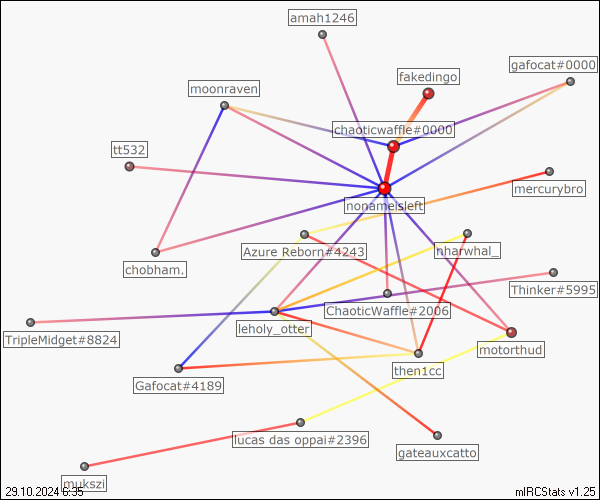 amah1246
gafocat#0000
fakedingo
moonraven
chaoticwaffle#0000
tt532
mercurybro
nonameisleft
Azure Reborn#4243
nharwhal_
chobham.
Thinker#5995
ChaoticWaffle#2006
leholy_otter
TripleMidget#8824
motorthud
then1cc
Gafocat#4189
lucas das oppai#2396
gateauxcatto
mukszi
29.10.2024 6:35
mIRCStats v1.25